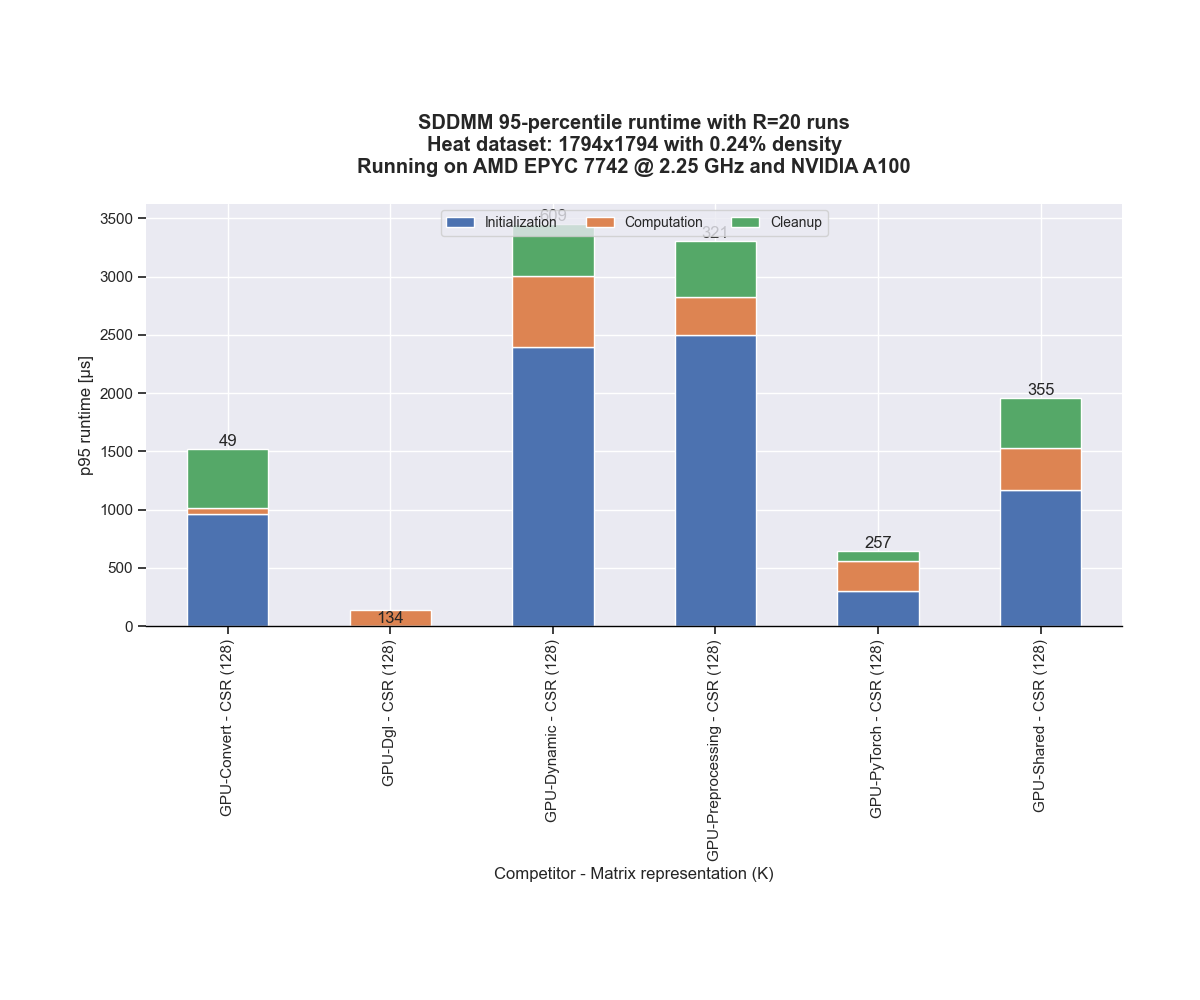 SDDMM 95-percentile runtime with R=20 runs
Heat dataset: 1794x1794 with 0.24% density
Running on AMD EPYC 7742 @ 2.25 GHz and NVIDIA A100
Initialization Computation Cleanup
609
321
49
134
257
355
p95 runtime [µs]
3500
3000
2500
2000
1500
1000
500
0
GPU-Convert - CSR (128)
GPU-Dgl - CSR (128)
GPU-Dynamic - CSR (128)
GPU-Preprocessing - CSR (128)
GPU-PyTorch - CSR (128)
GPU-Shared - CSR (128)
Competitor - Matrix representation (K)